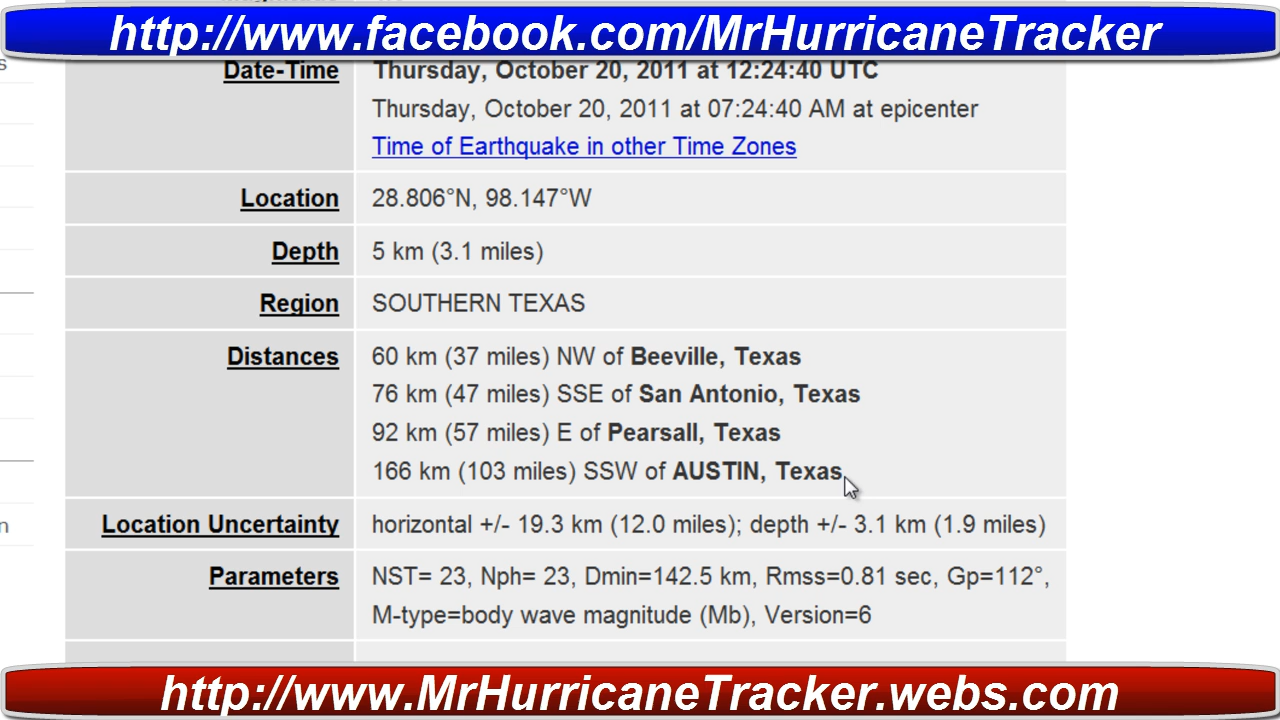 http://www.facebook.com/MrHurricaneTracker
Date-Time
Thursday, October 20, 2011 at 12:24:40 UTC
Thursday, October 20, 2011 at 07:24:40 AM at epicenter
Time of Earthquake in other Time Zones
Location
28.806°N, 98.147°W
Depth
5 km (3.1 miles)
Region
SOUTHERN TEXAS
Distances
60 km (37 miles) NW of Beeville, Texas
76 km (47 miles) SSE of San Antonio, Texas
92 km (57 miles) E of Pearsall, Texas
166 km (103 miles) SSW of AUSTIN, Texas
Location Uncertainty
horizontal +/- 19.3 km (12.0 miles); depth +/- 3.1 km (1.9 miles)
Parameters
NST= 23, Nph= 23, Dmin=142.5 km, Rmss=0.81 sec, Gp=112°,
M-type=body wave magnitude (Mb), Version=6
http://www.MrHurricaneTracker.webs.com